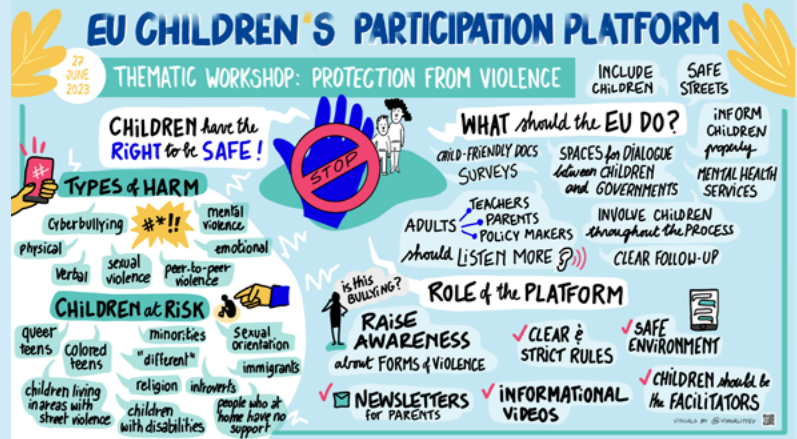 EU CHILDREN'S PARTICIPATION PLATFORM
27
JUNE
2023
THEMATIC WORKSHOP: PROTECTION FROM VIOLENCE
CHILDREN have the
RIGHT to be SAFE!
STOP
#
TYPES of HARM
Cyberbullying
#*!!
mental
violence
physical
emotional
verbal
sexual
violence
peer-to-peer
violence
CHILDREN at RISK
queer
teens
Colored
teens
minorities
"different"
sexual
orientation
immigrants
children living
in areas with
street violence
religion
introverts
children
with disabilities
people who at
home have no
support
INCLUDE
CHILDREN
SAFE
STREETS
WHAT should the EU DO?
INFORM
CHILDREN
properly
CHILD-FRIENDLY DOCS
SURVEYS
SPACES for DIALOGUE
between CHILDREN
and GOVERNMENTS
MENTAL HEALTH
SERVICES
ADULTS
TEACHERS
PARENTS
POLICY MAKERS
should LISTEN MORE
INVOLVE CHILDREN
throughout the PROCESS
CLEAR FOLLOW-UP
is this
BULLYING?
ROLE of the PLATFORM
RAISE
AWARENESS
about FORMS of VIOLENCE
CLEAR &
STRICT RULES
SAFE
ENVIRONMENT
NEWSLETTERS
for PARENTS
INFORMATIONAL
VIDEOS
CHILDREN should be
the FACILITATORS
VISUALS BY @VISUALITYEU